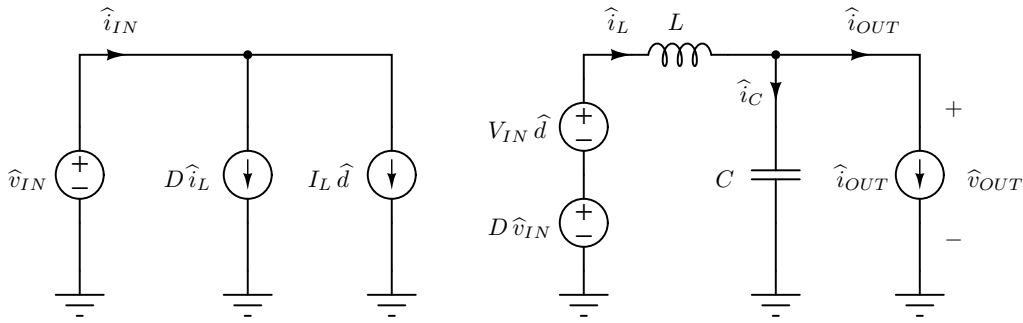 î_IN
î_L
L
î_OUT
î_C
+
V_IN d̂
+
−
v̂_IN
+
−
D î_L
I_L d̂
C
î_OUT
v̂_OUT
D v̂_IN
+
−
−